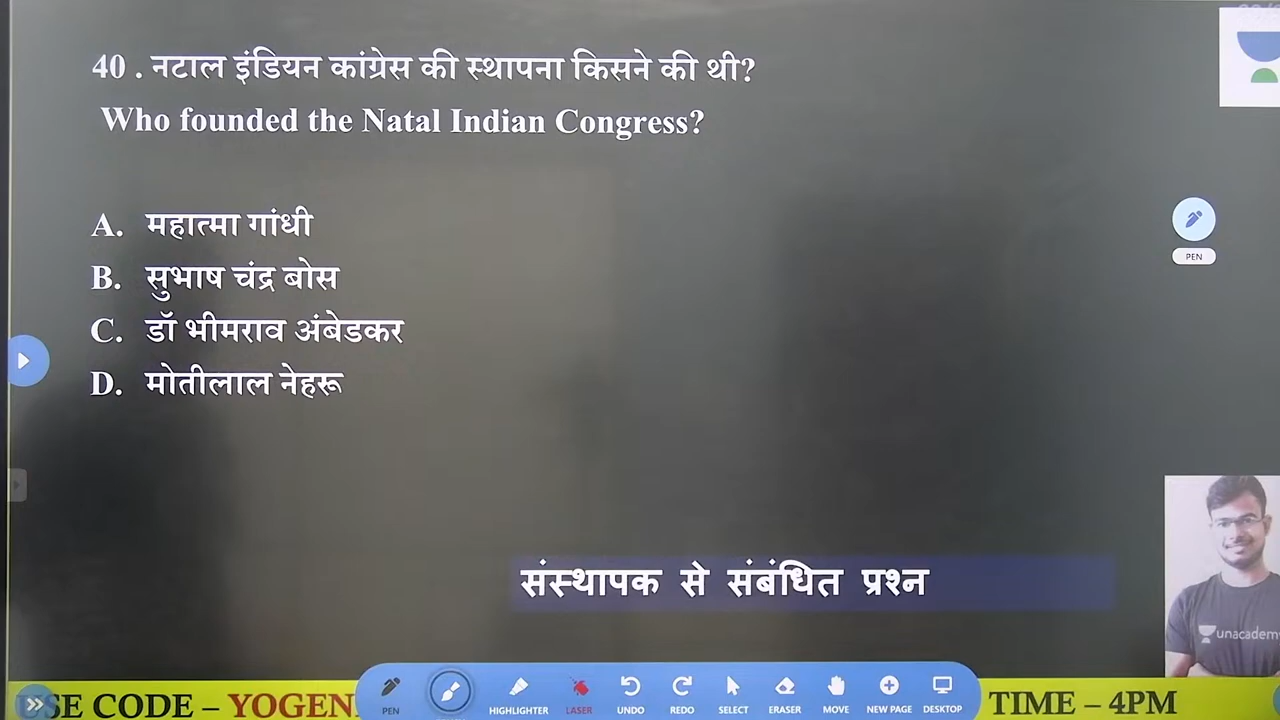 40 . नटाल इंडियन कांग्रेस की स्थापना किसने की थी?
Who founded the Natal Indian Congress?
A. महात्मा गांधी
B. सुभाष चंद्र बोस
C. डॉ भीमराव अंबेडकर
D. मोतीलाल नेहरू
PEN
संस्थापक से संबंधित प्रश्न
unacadem
SE CODE – YOGEN
TIME – 4PM
PEN
HIGHLIGHTER
LASER
UNDO
REDO
SELECT
ERASER
MOVE
NEW PAGE
DESKTOP